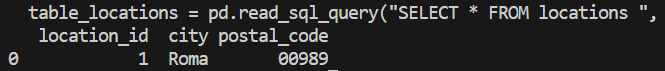 table_locations = pd.read_sql_query("SELECT * FROM locations ",
location_id city postal_code
0 1 Roma 00989